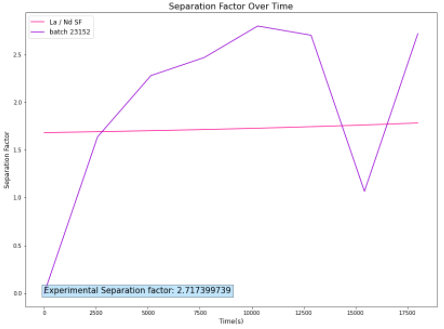 Separation Factor Over Time
La / Nd SF
batch 23152
2.5
2.0
1.5
1.0
0.5
0.0
Separation Factor
Experimental Separation factor: 2.717399739
0
2500
5000
7500
10000
12500
15000
17500
Time(s)